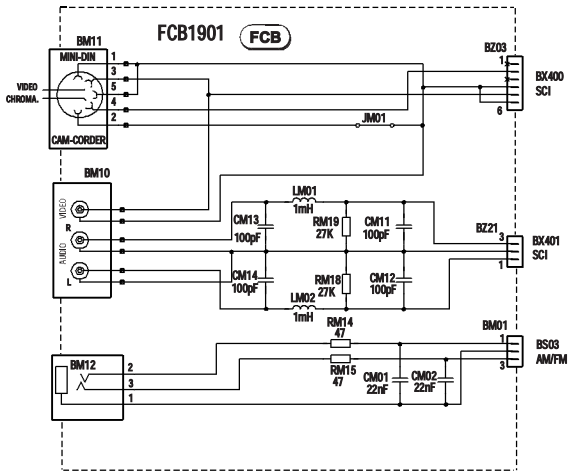 FCB1901 FCB
BM11
MINI-DIN
1
3
5
4
2
VIDEO
CHROMA.
CAM-CORDER
JM01
BZ03
1
6
BX400
SCI
BM10
VIDEO
R
AUDIO
L
LM01
1mH
CM13
100pF
RM19
27K
CM11
100pF
CM14
100pF
RM18
27K
CM12
100pF
LM02
1mH
BZ21
3
1
BX401
SCI
RM14
47
BM12
2
3
1
RM15
47
CM01
22nF
CM02
22nF
BM01
1
3
BS03
AM/FM